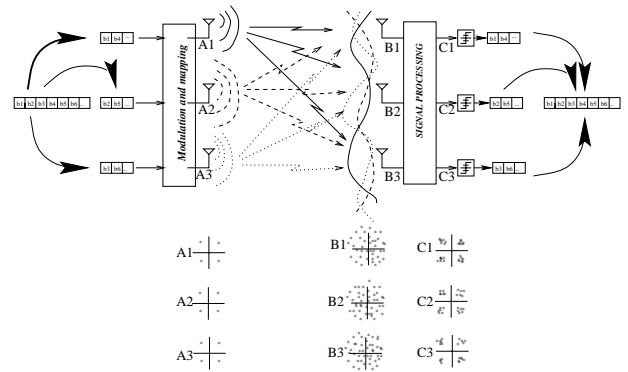 b1 b4 ...
A1
B1
C1
b1 b4 ...
b1 b2 b3 b4 b5 b6 ...
b2 b5 ...
Modulation and mapping
A2
B2
SIGNAL PROCESSING
C2
b2 b5 ...
b1 b2 b3 b4 b5 b6 ...
b3 b6 ...
A3
B3
C3
b3 b6 ...
A1
B1
C1
A2
B2
C2
A3
B3
C3